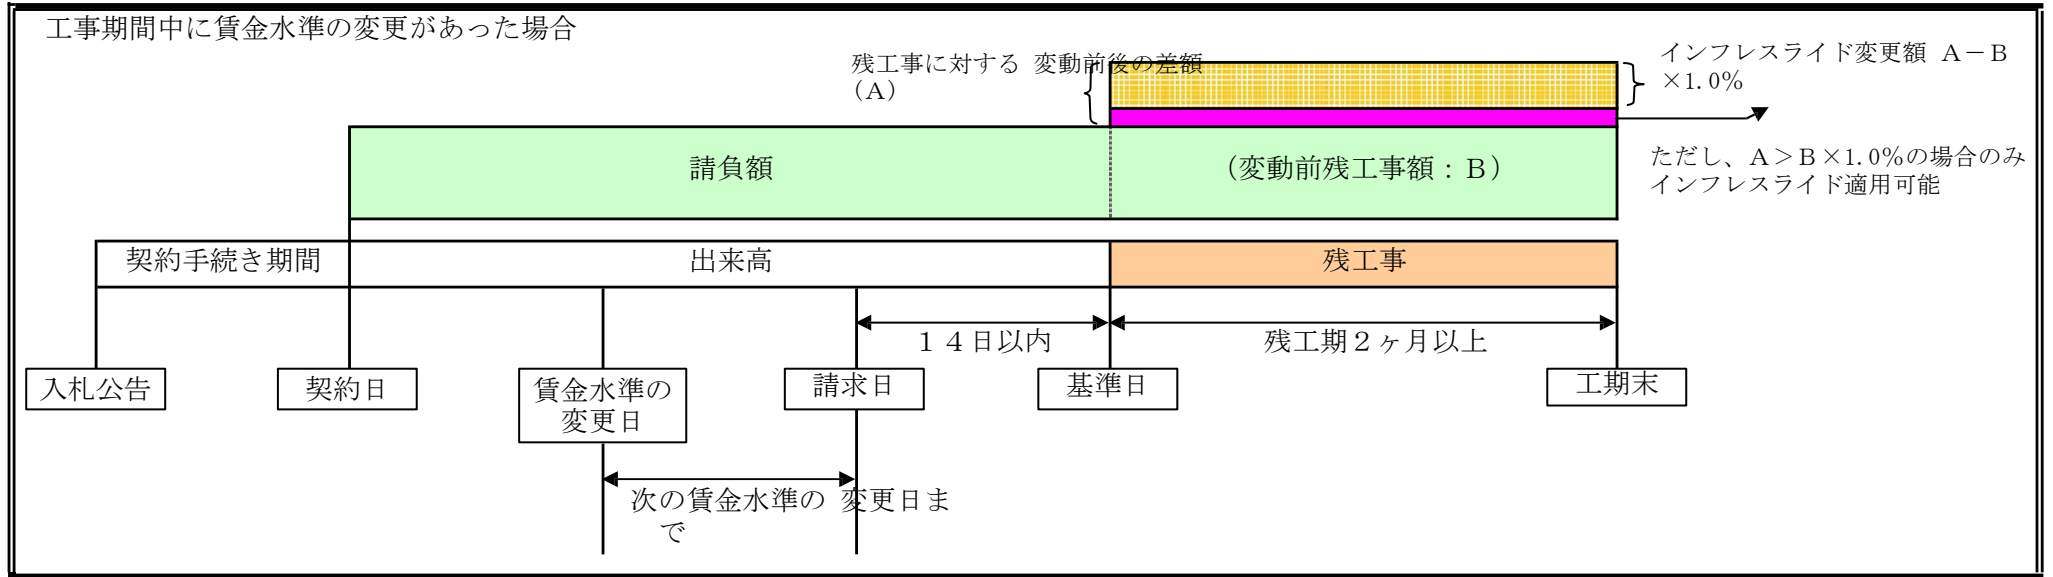 工事期間中に賃金水準の変更があった場合
残工事に対する 変動前後の差額
（Ａ）
インフレスライド変更額 Ａ－Ｂ
×1.0％
請負額
（変動前残工事額：Ｂ）
ただし、Ａ＞Ｂ×1.0％の場合のみ
インフレスライド適用可能
契約手続き期間
出来高
残工事
１４日以内
残工期２ヶ月以上
入札公告
契約日
賃金水準の
変更日
請求日
基準日
工期末
次の賃金水準の 変更日ま
で